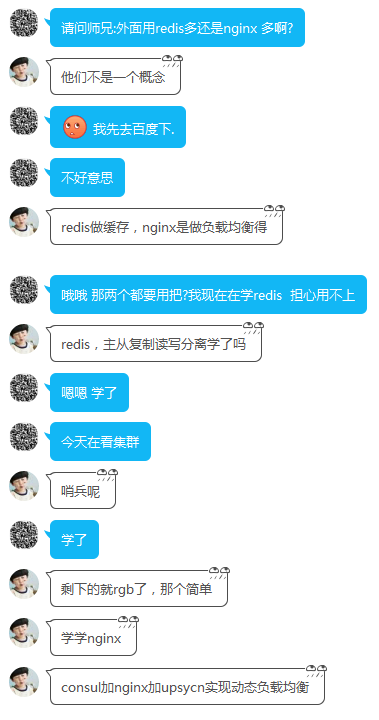 请问师兄:外面用redis多还是nginx 多啊?
他们不是一个概念
我先去百度下.
不好意思
redis做缓存，nginx是做负载均衡得
哦哦 那两个都要用把?我现在在学redis 担心用不上
redis，主从复制读写分离学了吗
嗯嗯 学了
今天在看集群
哨兵呢
学了
剩下的就rgb了，那个简单
学学nginx
consul加nginx加upsycn实现动态负载均衡